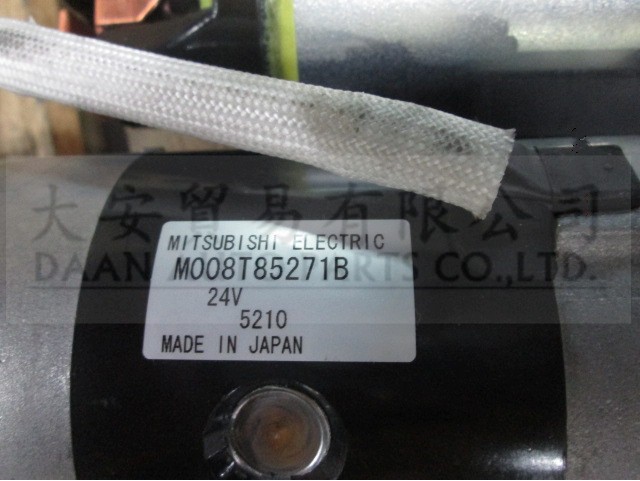 大安貿易有限公司
MITSUBISHI ELECTRIC
DAAN PARTS CO.,LTD.
M008T85271B
24V
5210
MADE IN JAPAN